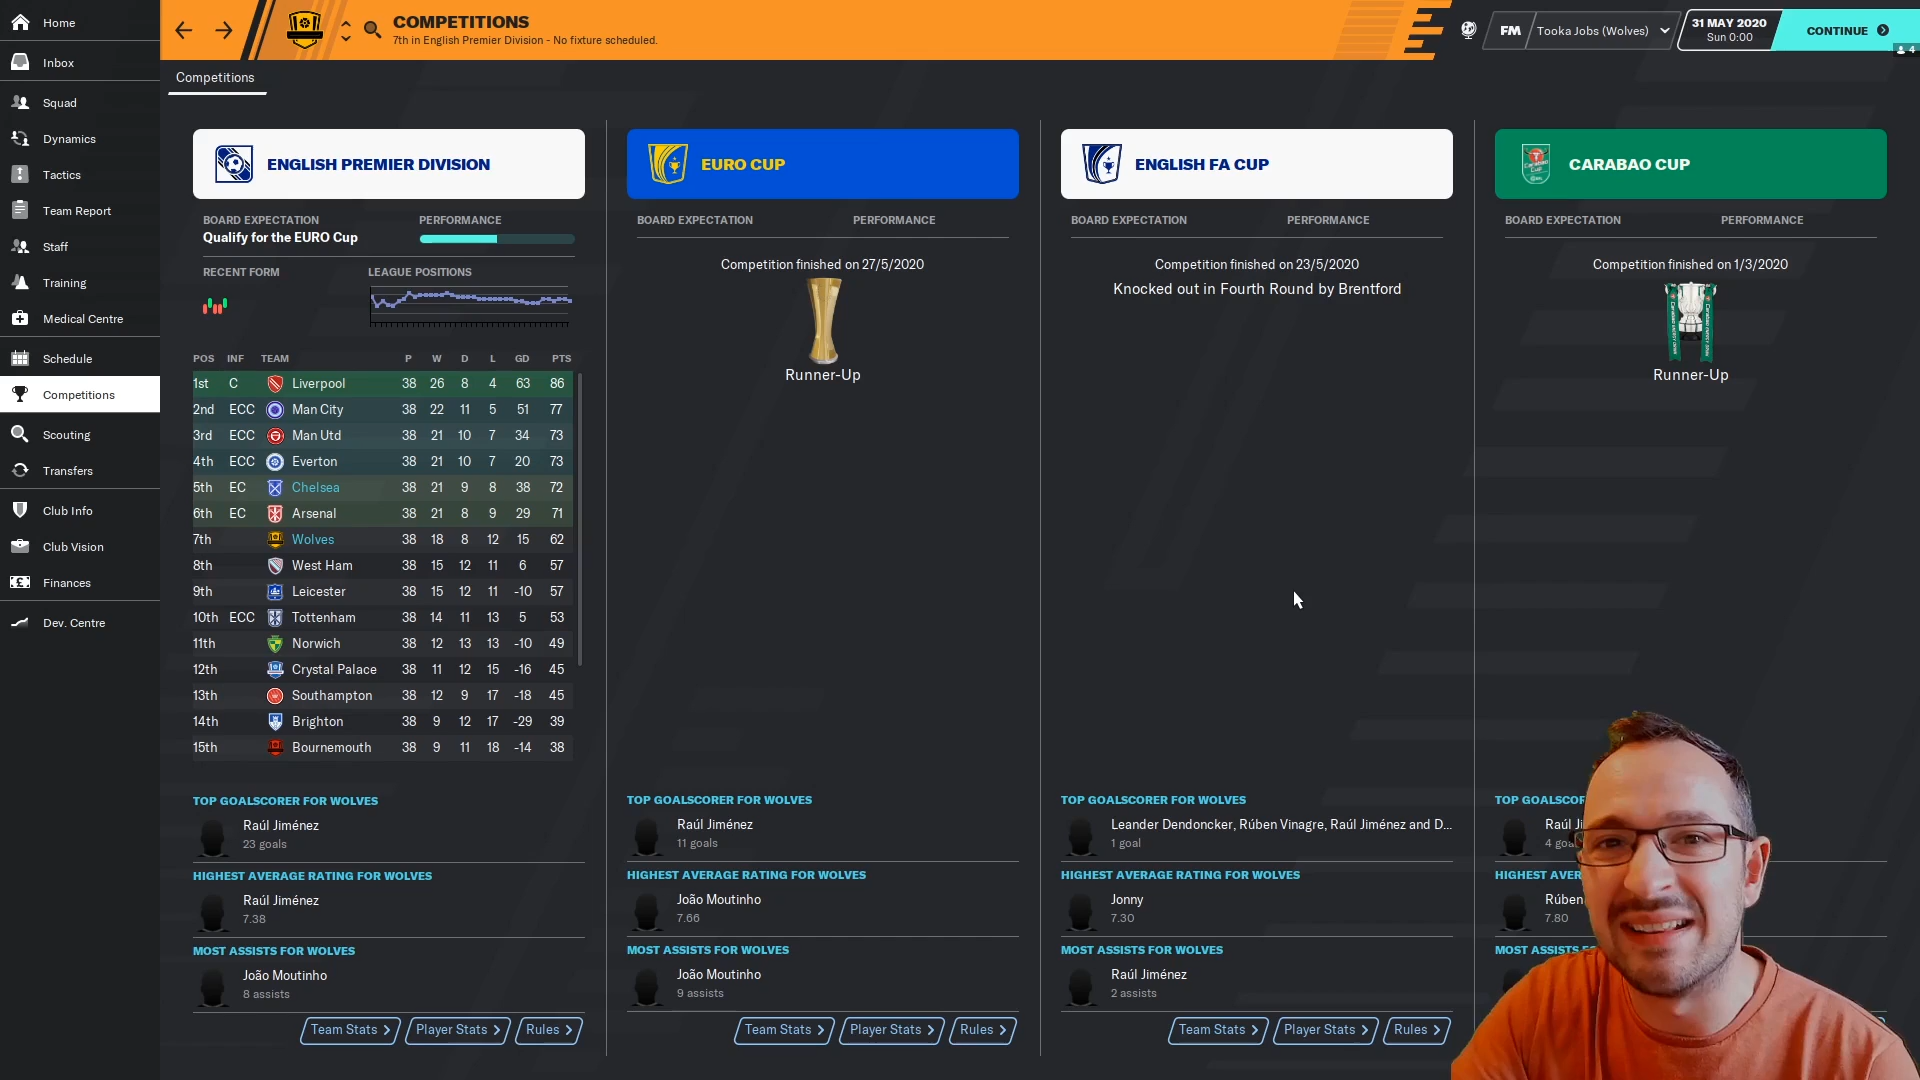 Home
Inbox
Squad
Dynamics
Tactics
Team Report
Staff
Training
Medical Centre
Schedule
Competitions
Scouting
Transfers
Club Info
Club Vision
Finances
Dev. Centre
COMPETITIONS
7th in English Premier Division - No fixture scheduled.
FM Tooka Jobs (Wolves)
31 MAY 2020
Sun 0:00
CONTINUE
4
Competitions
ENGLISH PREMIER DIVISION
BOARD EXPECTATION PERFORMANCE
Qualify for the EURO Cup
RECENT FORM LEAGUE POSITIONS
POS INF TEAM P W D L GD PTS
1st C Liverpool 38 26 8 4 63 86
2nd ECC Man City 38 22 11 5 51 77
3rd ECC Man Utd 38 21 10 7 34 73
4th ECC Everton 38 21 10 7 20 73
5th EC Chelsea 38 21 9 8 38 72
6th EC Arsenal 38 21 8 9 29 71
7th Wolves 38 18 8 12 15 62
8th West Ham 38 15 12 11 6 57
9th Leicester 38 15 12 11 -10 57
10th ECC Tottenham 38 14 11 13 5 53
11th Norwich 38 12 13 13 -10 49
12th Crystal Palace 38 11 12 15 -16 45
13th Southampton 38 12 9 17 -18 45
14th Brighton 38 9 12 17 -29 39
15th Bournemouth 38 9 11 18 -14 38
TOP GOALSCORER FOR WOLVES
Raúl Jiménez
23 goals
HIGHEST AVERAGE RATING FOR WOLVES
Raúl Jiménez
7.38
MOST ASSISTS FOR WOLVES
João Moutinho
8 assists
Team Stats Player Stats Rules
EURO CUP
BOARD EXPECTATION PERFORMANCE
Competition finished on 27/5/2020
Runner-Up
TOP GOALSCORER FOR WOLVES
Raúl Jiménez
11 goals
HIGHEST AVERAGE RATING FOR WOLVES
João Moutinho
7.66
MOST ASSISTS FOR WOLVES
João Moutinho
9 assists
Team Stats Player Stats Rules
ENGLISH FA CUP
BOARD EXPECTATION PERFORMANCE
Competition finished on 23/5/2020
Knocked out in Fourth Round by Brentford
TOP GOALSCORER FOR WOLVES
Leander Dendoncker, Rúben Vinagre, Raúl Jiménez and D...
1 goal
HIGHEST AVERAGE RATING FOR WOLVES
Jonny
7.30
MOST ASSISTS FOR WOLVES
Raúl Jiménez
2 assists
Team Stats Player Stats Rules
CARABAO CUP
BOARD EXPECTATION PERFORMANCE
Competition finished on 1/3/2020
Runner-Up
TOP GOALSCOR
Raúl Ji
4 goa
HIGHEST AVER
Rúben
7.80
MOST ASSISTS F